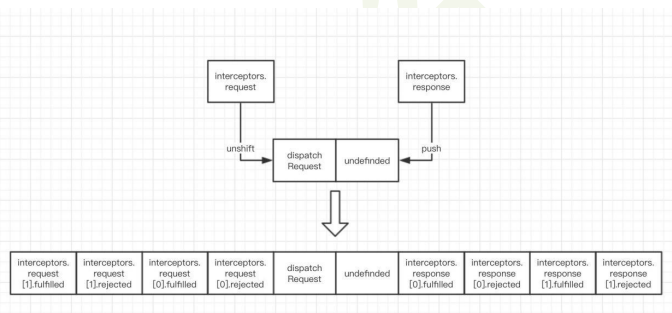 interceptors.
request
interceptors.
response
unshift
push
dispatch
Request
undefinded
interceptors.
request
[1].fulfilled
interceptors.
request
[1].rejected
interceptors.
request
[0].fulfilled
interceptors.
request
[0].rejected
dispatch
Request
undefinded
interceptors.
response
[0].fulfilled
interceptors.
response
[0].rejected
interceptors.
response
[1].fulfilled
interceptors.
response
[1].rejected